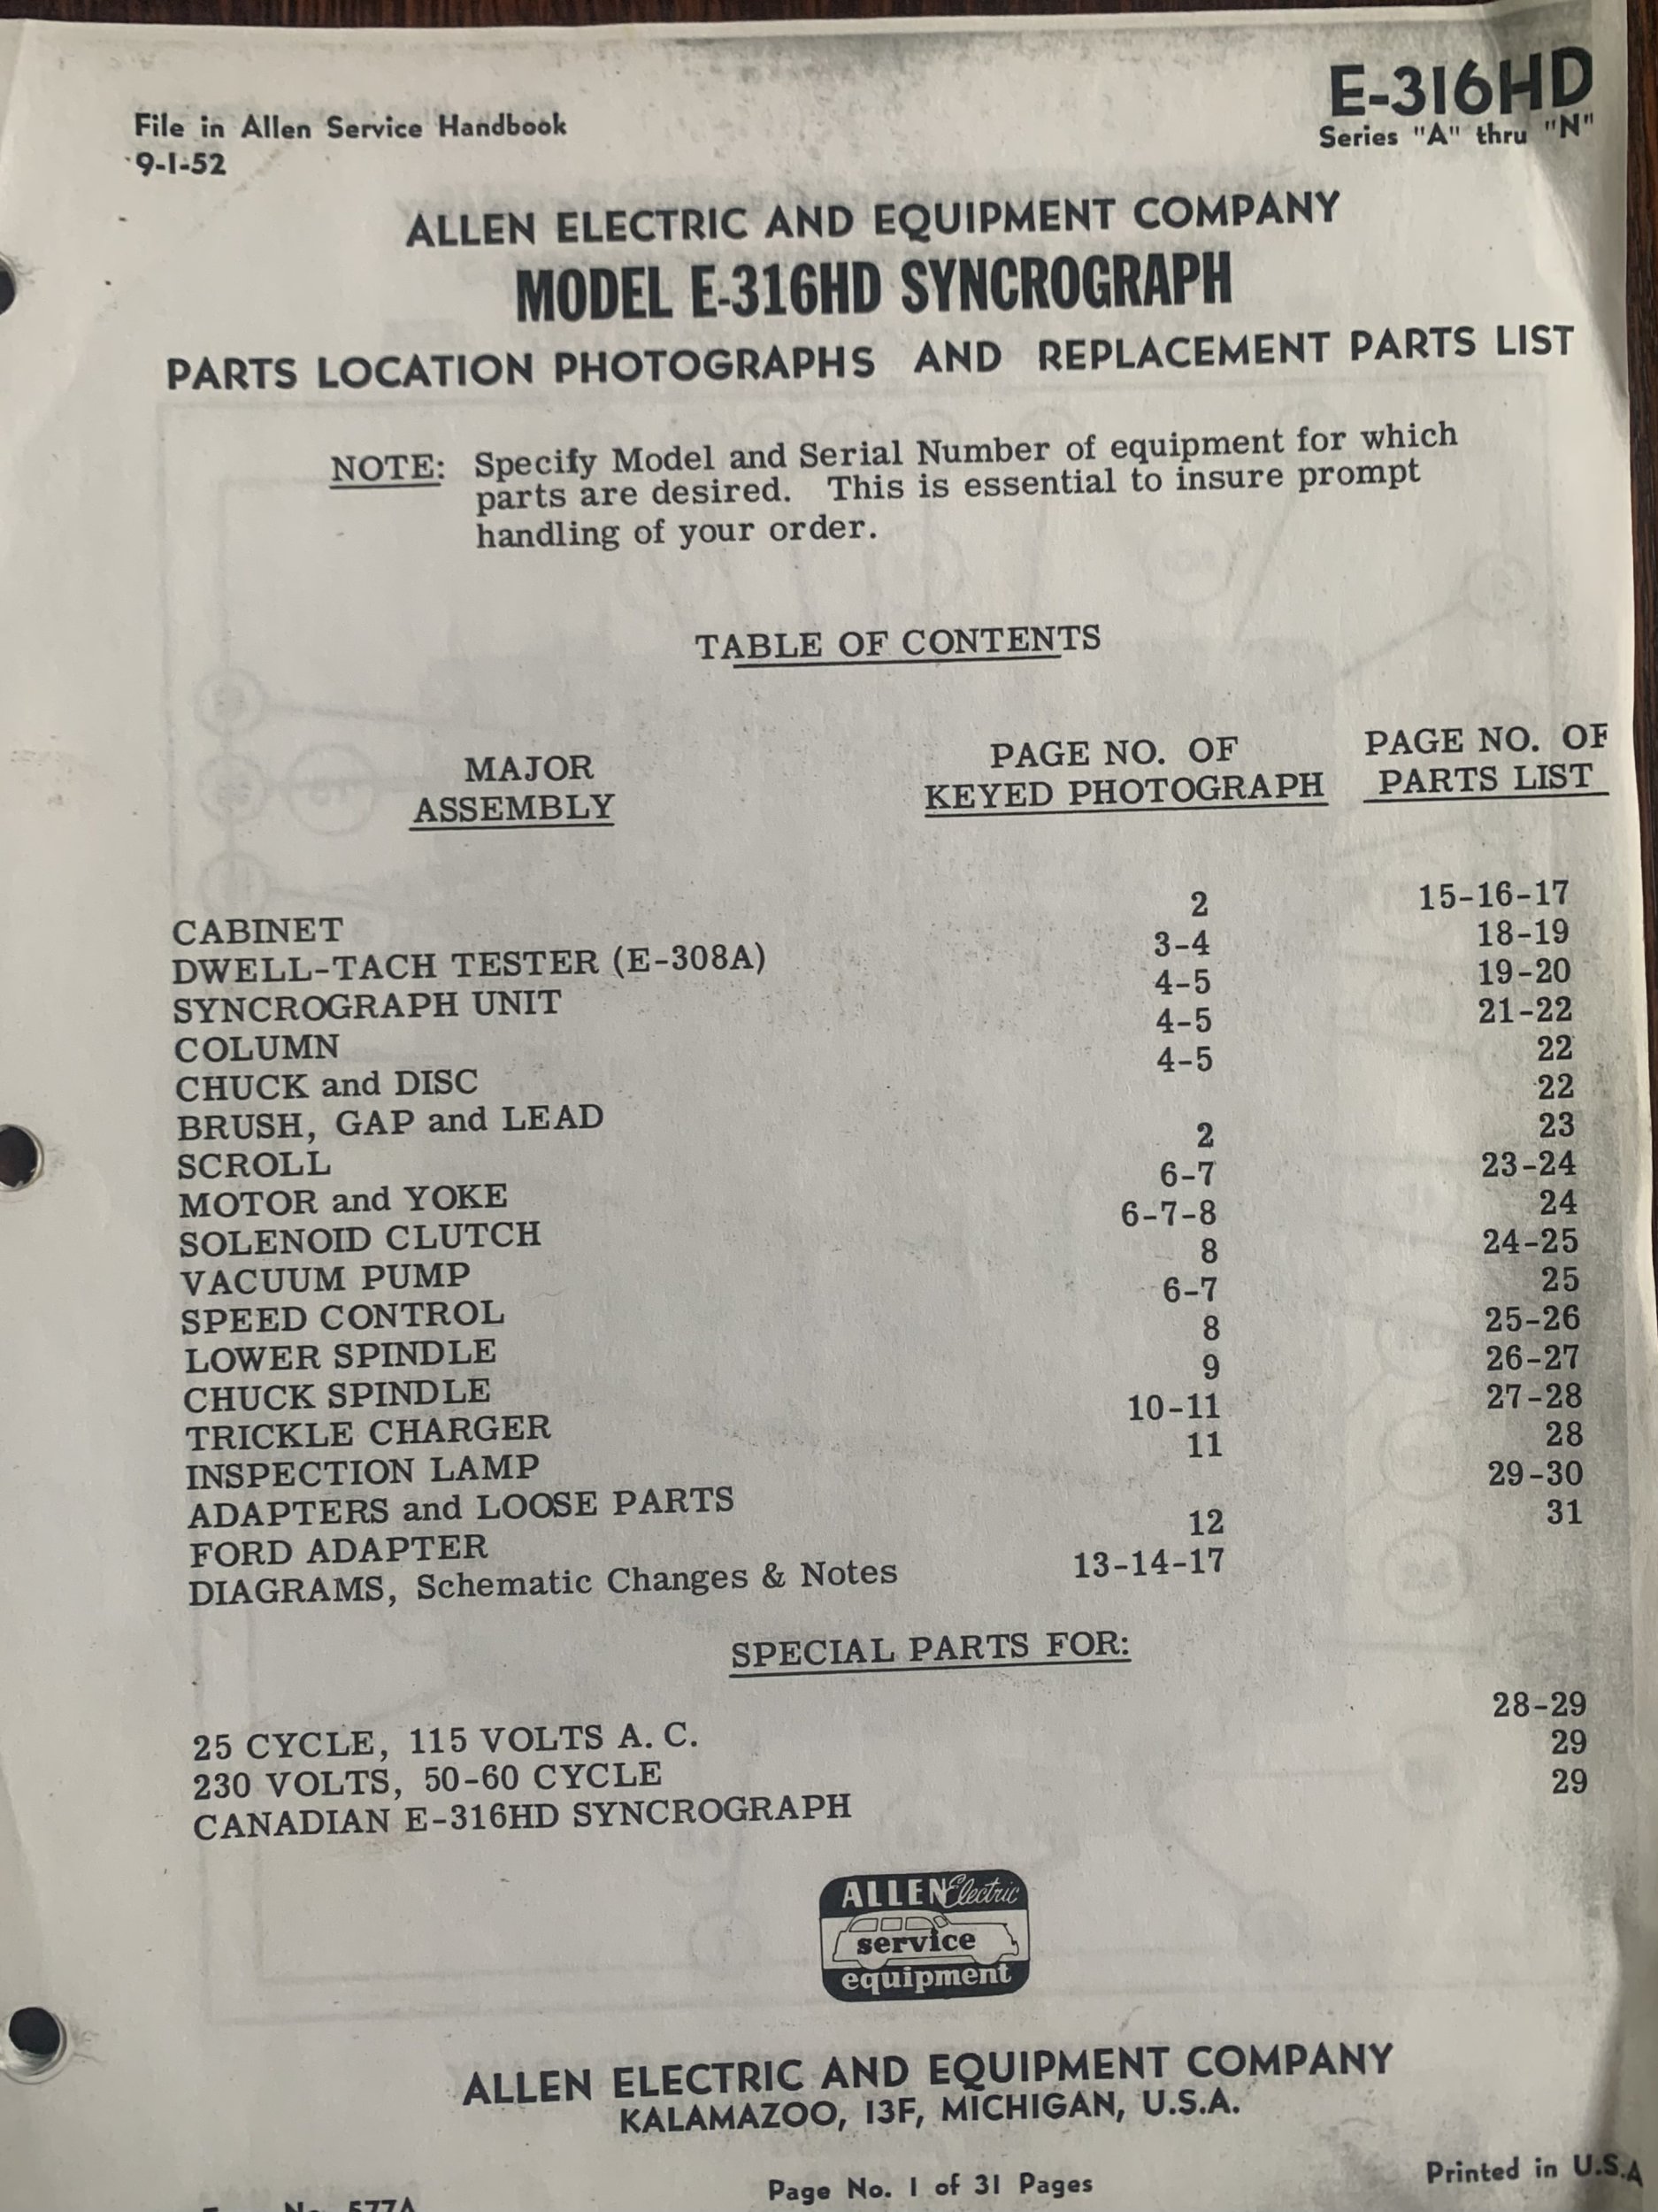 E-316HD
Series "A" thru "N"
File in Allen Service Handbook
9-1-52
ALLEN ELECTRIC AND EQUIPMENT COMPANY
MODEL E-316HD SYNCROGRAPH
PARTS LOCATION PHOTOGRAPHS AND REPLACEMENT PARTS LIST
NOTE: Specify Model and Serial Number of equipment for which
parts are desired. This is essential to insure prompt
handling of your order.
TABLE OF CONTENTS
MAJOR PAGE NO. OF PAGE NO. OF
ASSEMBLY KEYED PHOTOGRAPH PARTS LIST
CABINET 2 15-16-17
DWELL-TACH TESTER (E-308A) 3-4 18-19
SYNCROGRAPH UNIT 4-5 19-20
COLUMN 4-5 21-22
CHUCK and DISC 4-5 22
BRUSH, GAP and LEAD 22
SCROLL 2 23
MOTOR and YOKE 6-7 23-24
SOLENOID CLUTCH 6-7-8 24
VACUUM PUMP 8 24-25
SPEED CONTROL 6-7 25
LOWER SPINDLE 8 25-26
CHUCK SPINDLE 9 26-27
TRICKLE CHARGER 10-11 27-28
INSPECTION LAMP 11 28
ADAPTERS and LOOSE PARTS 29-30
FORD ADAPTER 12 31
DIAGRAMS, Schematic Changes & Notes 13-14-17
SPECIAL PARTS FOR:
25 CYCLE, 115 VOLTS A. C. 28-29
230 VOLTS, 50-60 CYCLE 29
CANADIAN E-316HD SYNCROGRAPH 29
ALLEN Electric
service
equipment
ALLEN ELECTRIC AND EQUIPMENT COMPANY
KALAMAZOO, 13F, MICHIGAN, U.S.A.
No. 577A Page No. 1 of 31 Pages Printed in U.S.A